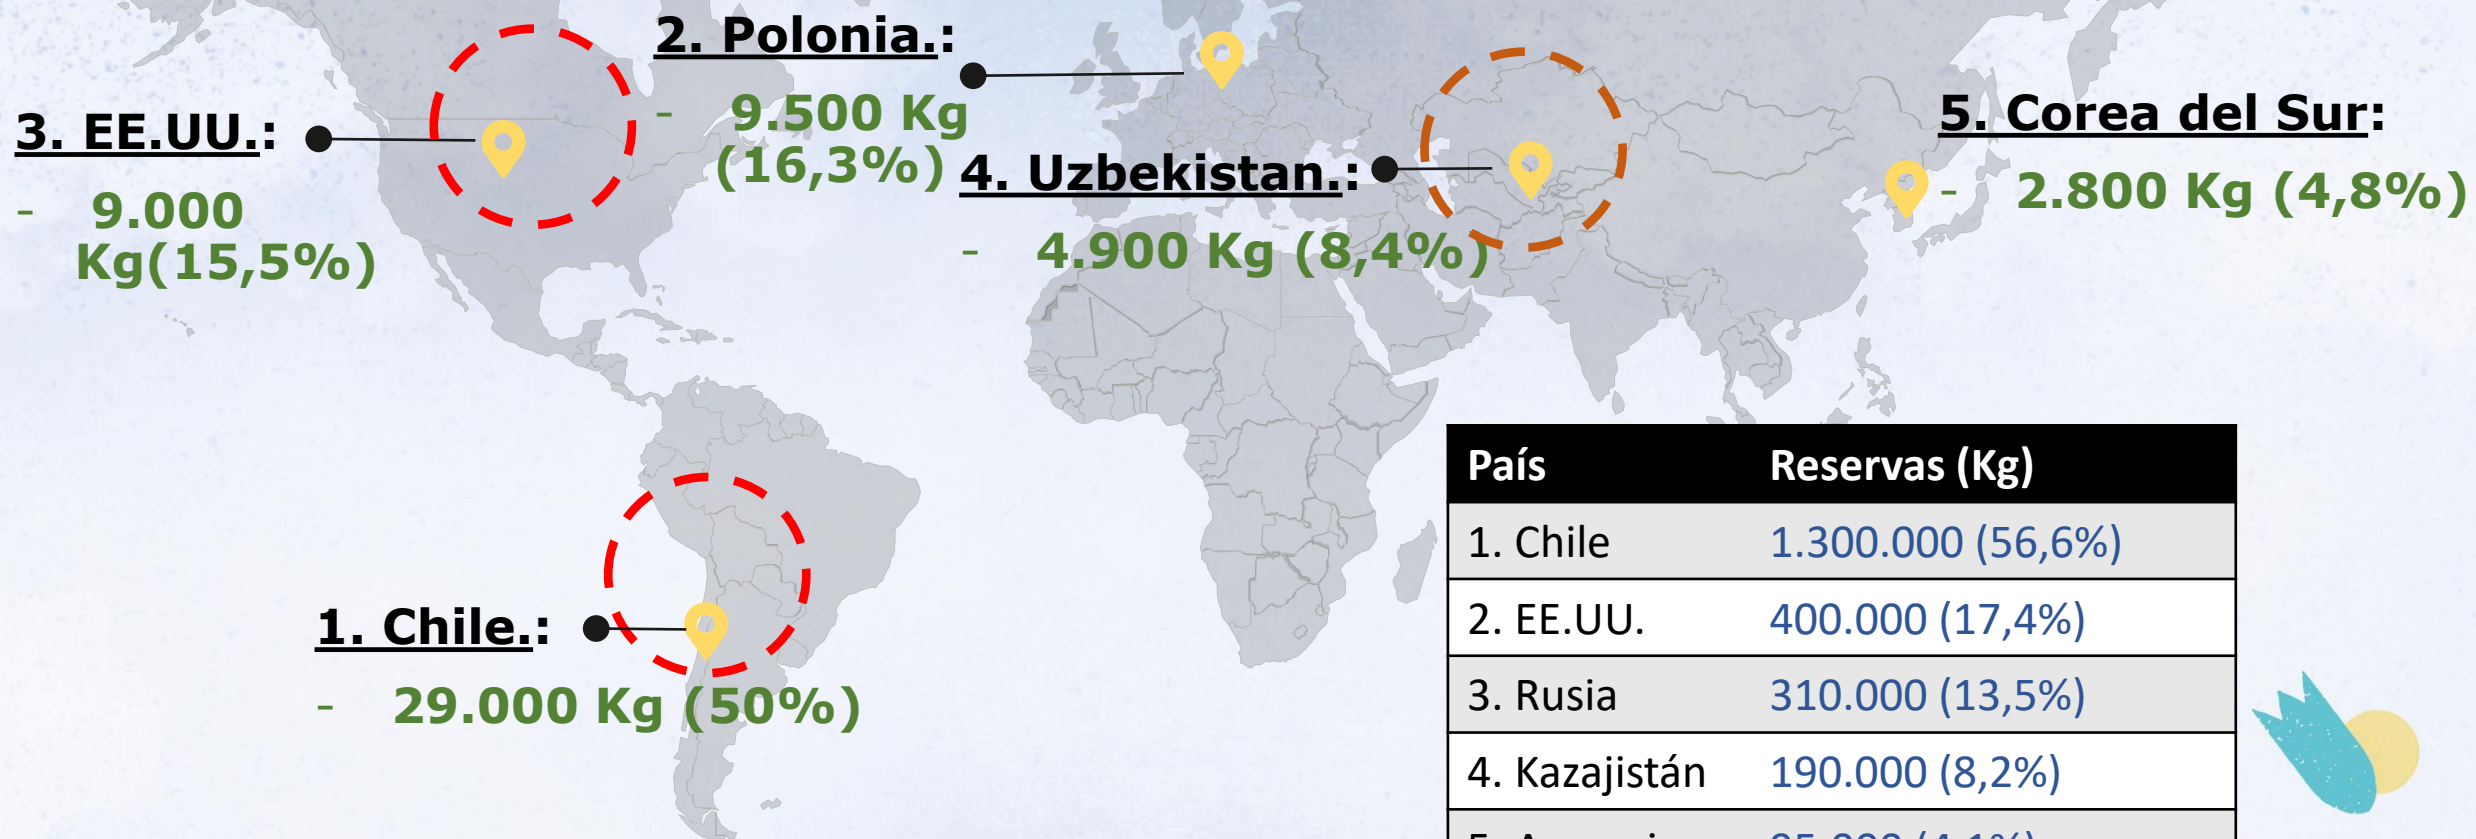 2. Polonia.:
- 9.500 Kg
(16,3%)
3. EE.UU.:
- 9.000
Kg(15,5%)
4. Uzbekistan.:
- 4.900 Kg (8,4%)
5. Corea del Sur:
- 2.800 Kg (4,8%)
1. Chile.:
- 29.000 Kg (50%)
País Reservas (Kg)
1. Chile 1.300.000 (56,6%)
2. EE.UU. 400.000 (17,4%)
3. Rusia 310.000 (13,5%)
4. Kazajistán 190.000 (8,2%)